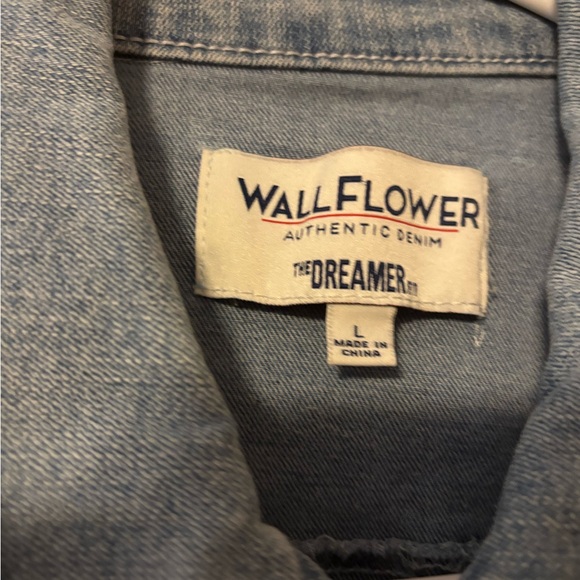 WALLFLOWER
AUTHENTIC DENIM
THE DREAMER FIT
L
MADE IN
CHINA